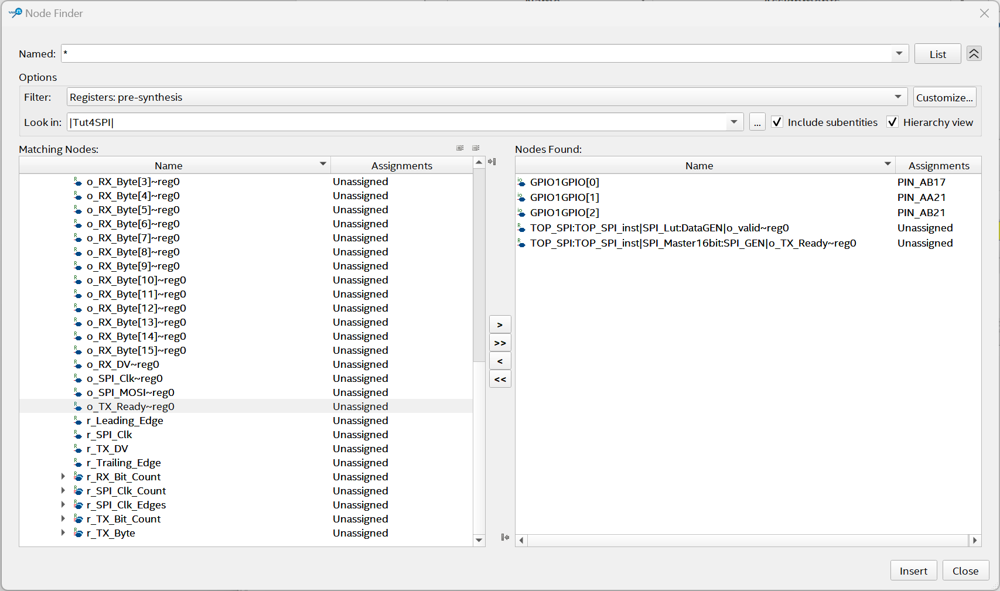 Node Finder
Named: * List
Options
Filter: Registers: pre-synthesis Customize...
Look in: |Tut4SPI| ... Include subentities Hierarchy view
Matching Nodes:
Name Assignments
o_RX_Byte[3]~reg0 Unassigned
o_RX_Byte[4]~reg0 Unassigned
o_RX_Byte[5]~reg0 Unassigned
o_RX_Byte[6]~reg0 Unassigned
o_RX_Byte[7]~reg0 Unassigned
o_RX_Byte[8]~reg0 Unassigned
o_RX_Byte[9]~reg0 Unassigned
o_RX_Byte[10]~reg0 Unassigned
o_RX_Byte[11]~reg0 Unassigned
o_RX_Byte[12]~reg0 Unassigned
o_RX_Byte[13]~reg0 Unassigned
o_RX_Byte[14]~reg0 Unassigned
o_RX_Byte[15]~reg0 Unassigned
o_RX_DV~reg0 Unassigned
o_SPI_Clk~reg0 Unassigned
o_SPI_MOSI~reg0 Unassigned
o_TX_Ready~reg0 Unassigned
r_Leading_Edge Unassigned
r_SPI_Clk Unassigned
r_TX_DV Unassigned
r_Trailing_Edge Unassigned
r_RX_Bit_Count Unassigned
r_SPI_Clk_Count Unassigned
r_SPI_Clk_Edges Unassigned
r_TX_Bit_Count Unassigned
r_TX_Byte Unassigned
>
>>
<
<<
Nodes Found:
Name Assignments
GPIO1GPIO[0] PIN_AB17
GPIO1GPIO[1] PIN_AA21
GPIO1GPIO[2] PIN_AB21
TOP_SPI:TOP_SPI_inst|SPI_Lut:DataGEN|o_valid~reg0 Unassigned
TOP_SPI:TOP_SPI_inst|SPI_Master16bit:SPI_GEN|o_TX_Ready~reg0 Unassigned
Insert Close